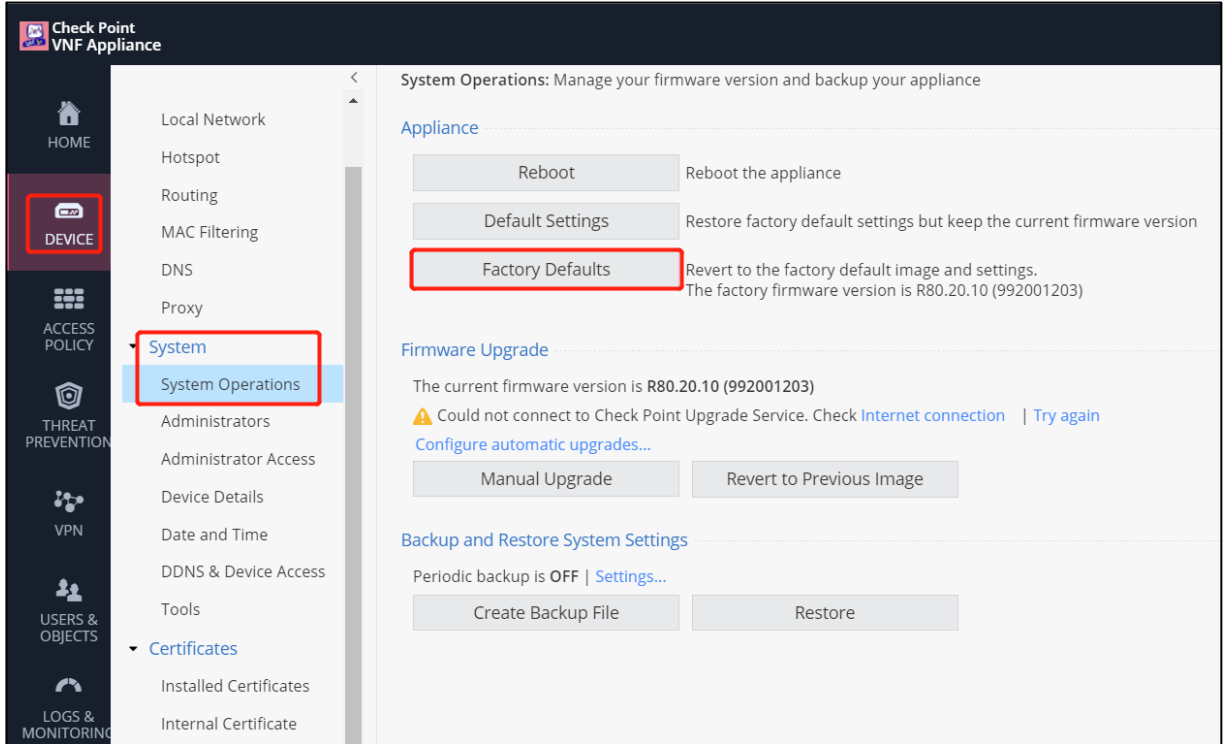 Check Point
VNF Appliance
HOME
DEVICE
ACCESS
POLICY
THREAT
PREVENTION
VPN
USERS &
OBJECTS
LOGS &
MONITORING
Local Network
Hotspot
Routing
MAC Filtering
DNS
Proxy
System
System Operations
Administrators
Administrator Access
Device Details
Date and Time
DDNS & Device Access
Tools
Certificates
Installed Certificates
Internal Certificate
System Operations: Manage your firmware version and backup your appliance
Appliance
Reboot Reboot the appliance
Default Settings Restore factory default settings but keep the current firmware version
Factory Defaults Revert to the factory default image and settings.
The factory firmware version is R80.20.10 (992001203)
Firmware Upgrade
The current firmware version is R80.20.10 (992001203)
Could not connect to Check Point Upgrade Service. Check Internet connection | Try again
Configure automatic upgrades...
Manual Upgrade Revert to Previous Image
Backup and Restore System Settings
Periodic backup is OFF | Settings...
Create Backup File Restore